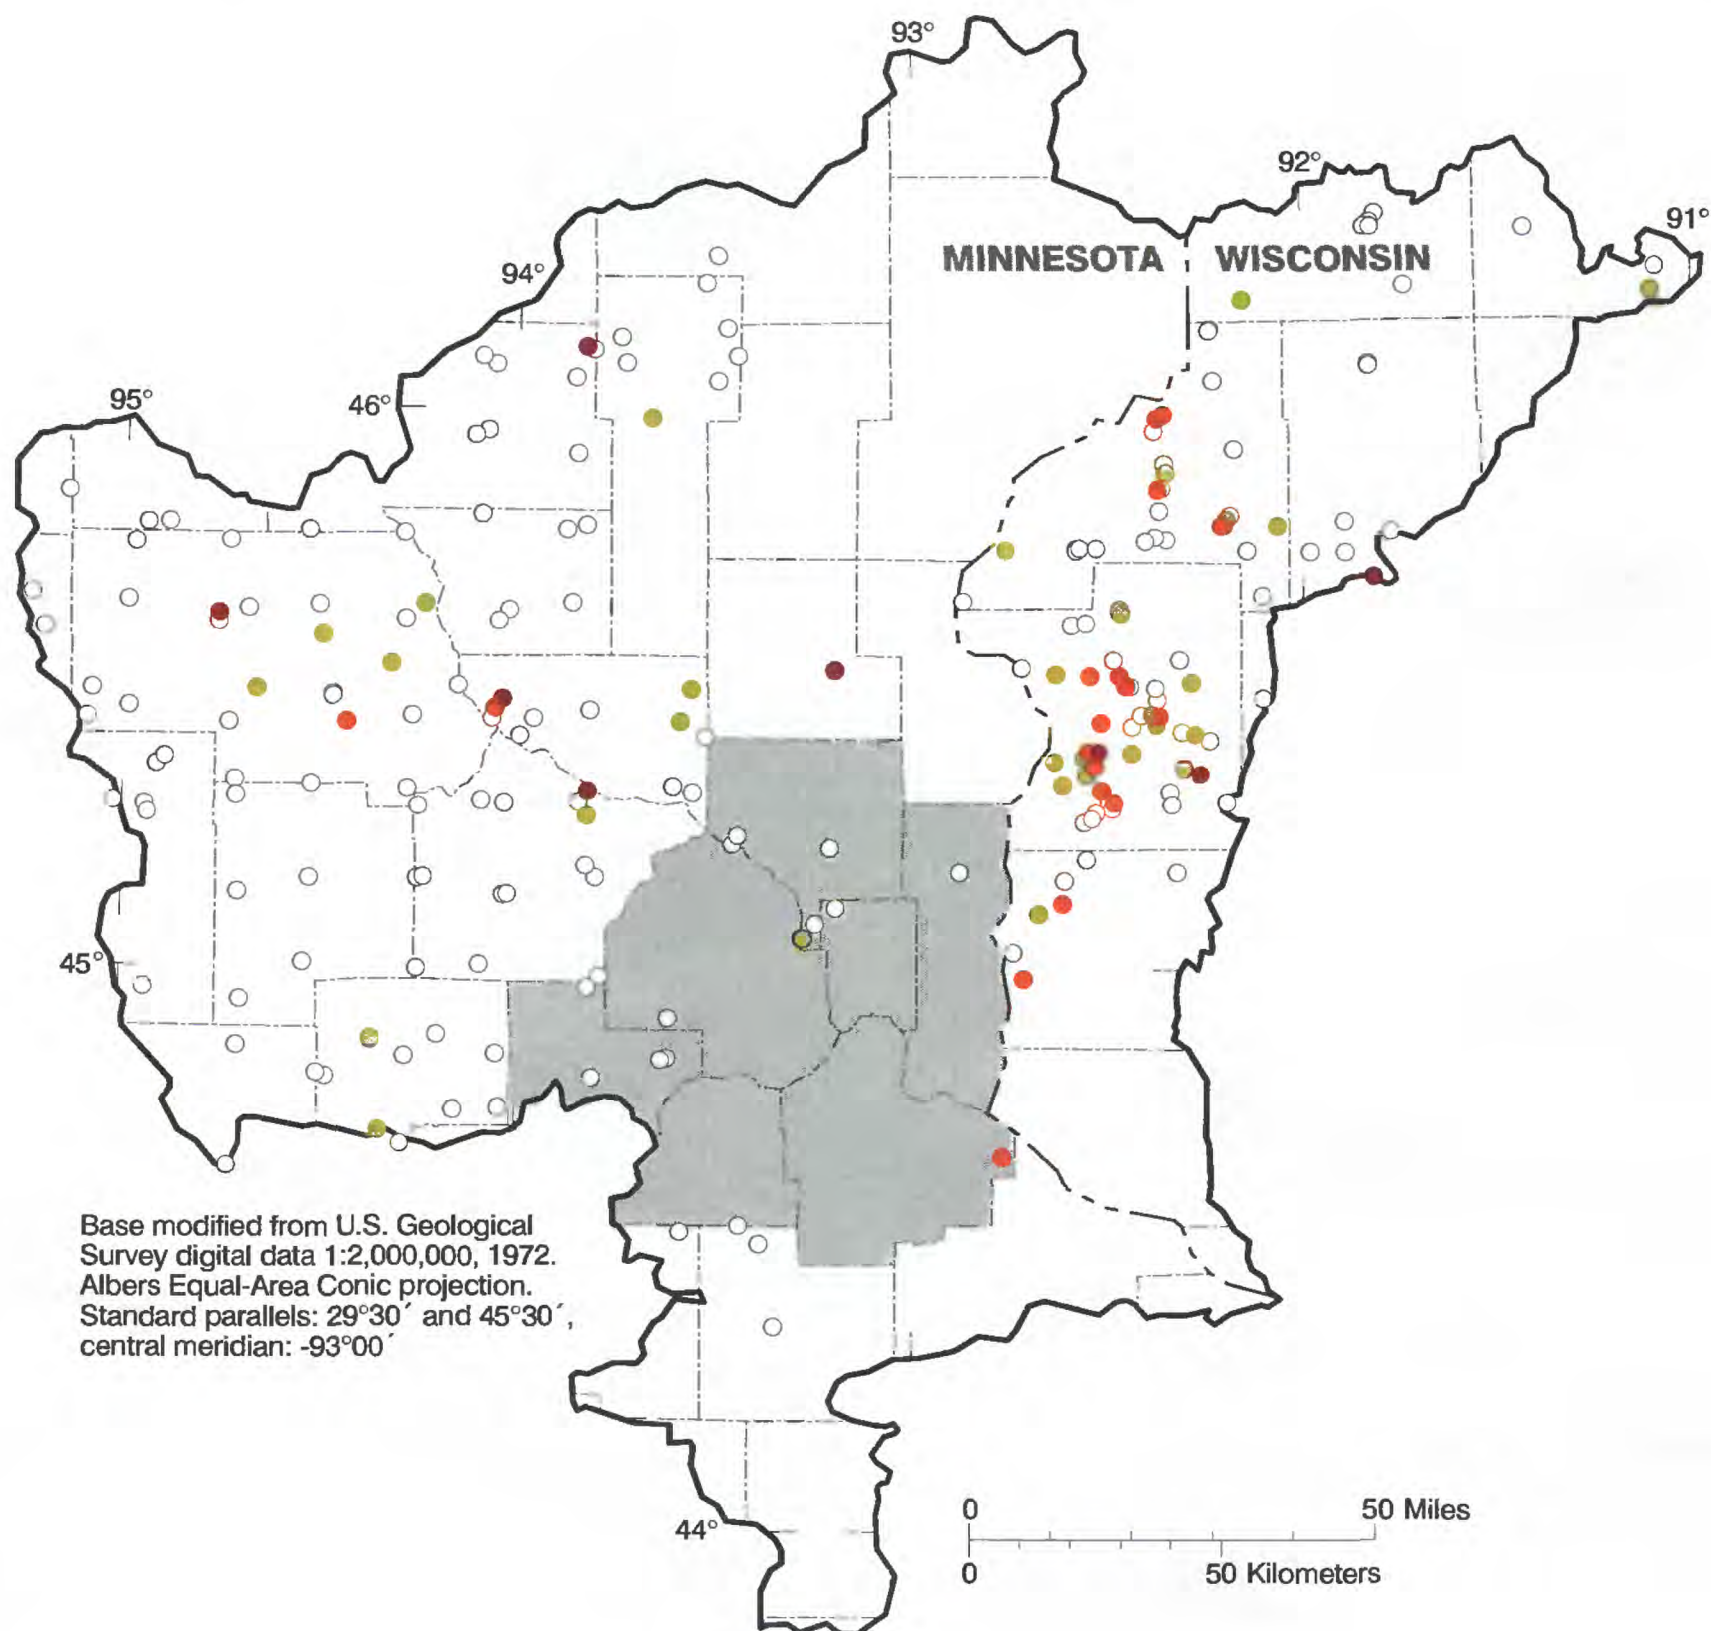 93°
92°
91°
MINNESOTA WISCONSIN
94°
95°
46°
45°
Base modified from U.S. Geological
Survey digital data 1:2,000,000, 1972.
Albers Equal-Area Conic projection.
Standard parallels: 29°30´ and 45°30´,
central meridian: -93°00´
44°
0 50 Miles
0 50 Kilometers